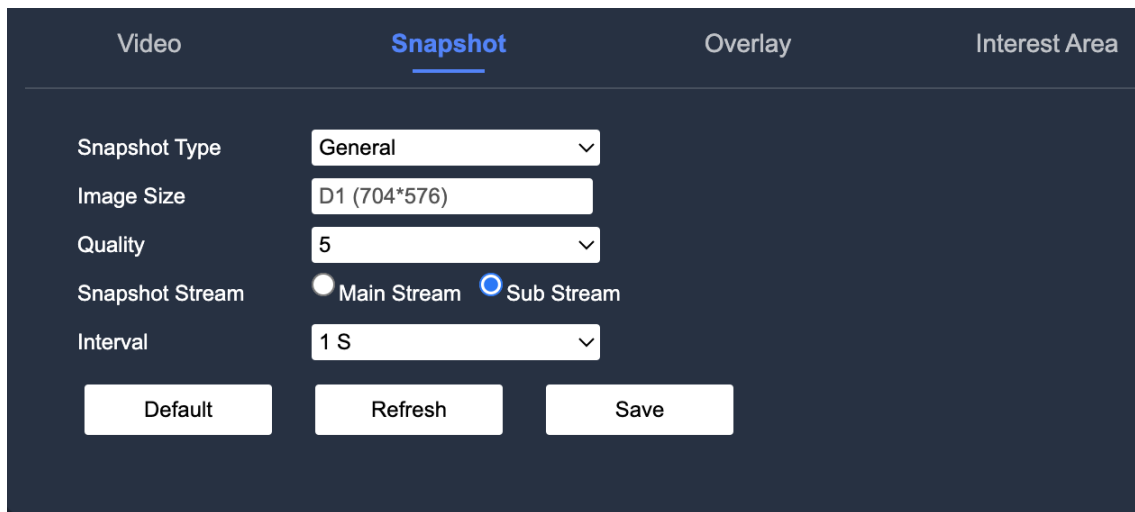 Video Snapshot Overlay Interest Area
Snapshot Type General
Image Size D1 (704*576)
Quality 5
Snapshot Stream Main Stream Sub Stream
Interval 1 S
Default Refresh Save